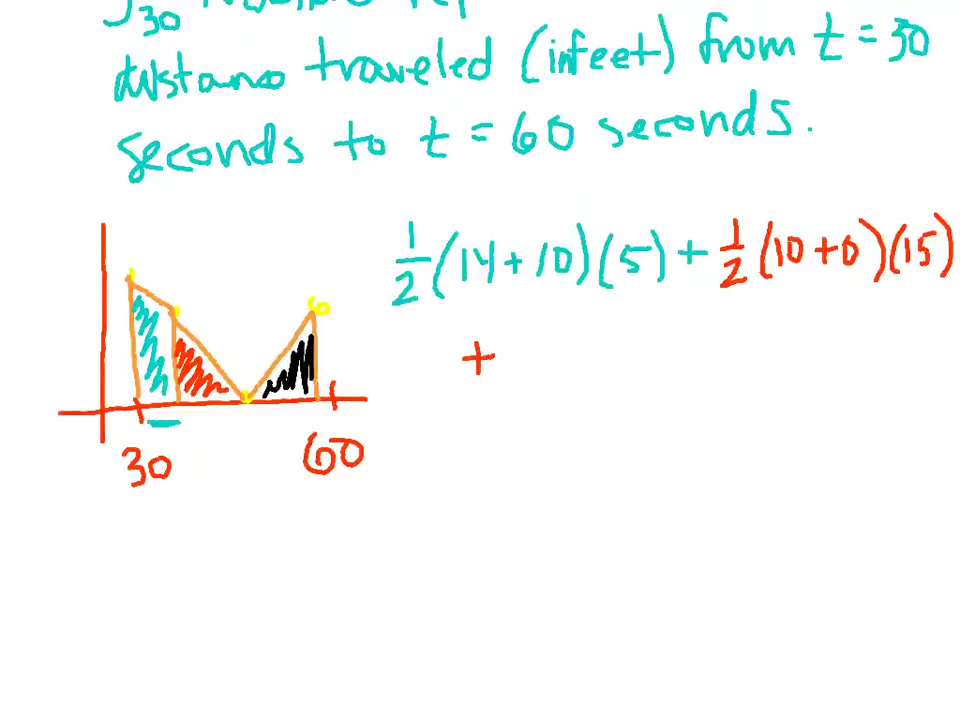 30
distance traveled (in feet) from t = 30
seconds to t = 60 seconds.
1/2 (14 + 10)(5) + 1/2 (10 + 0)(15)
+
30 60